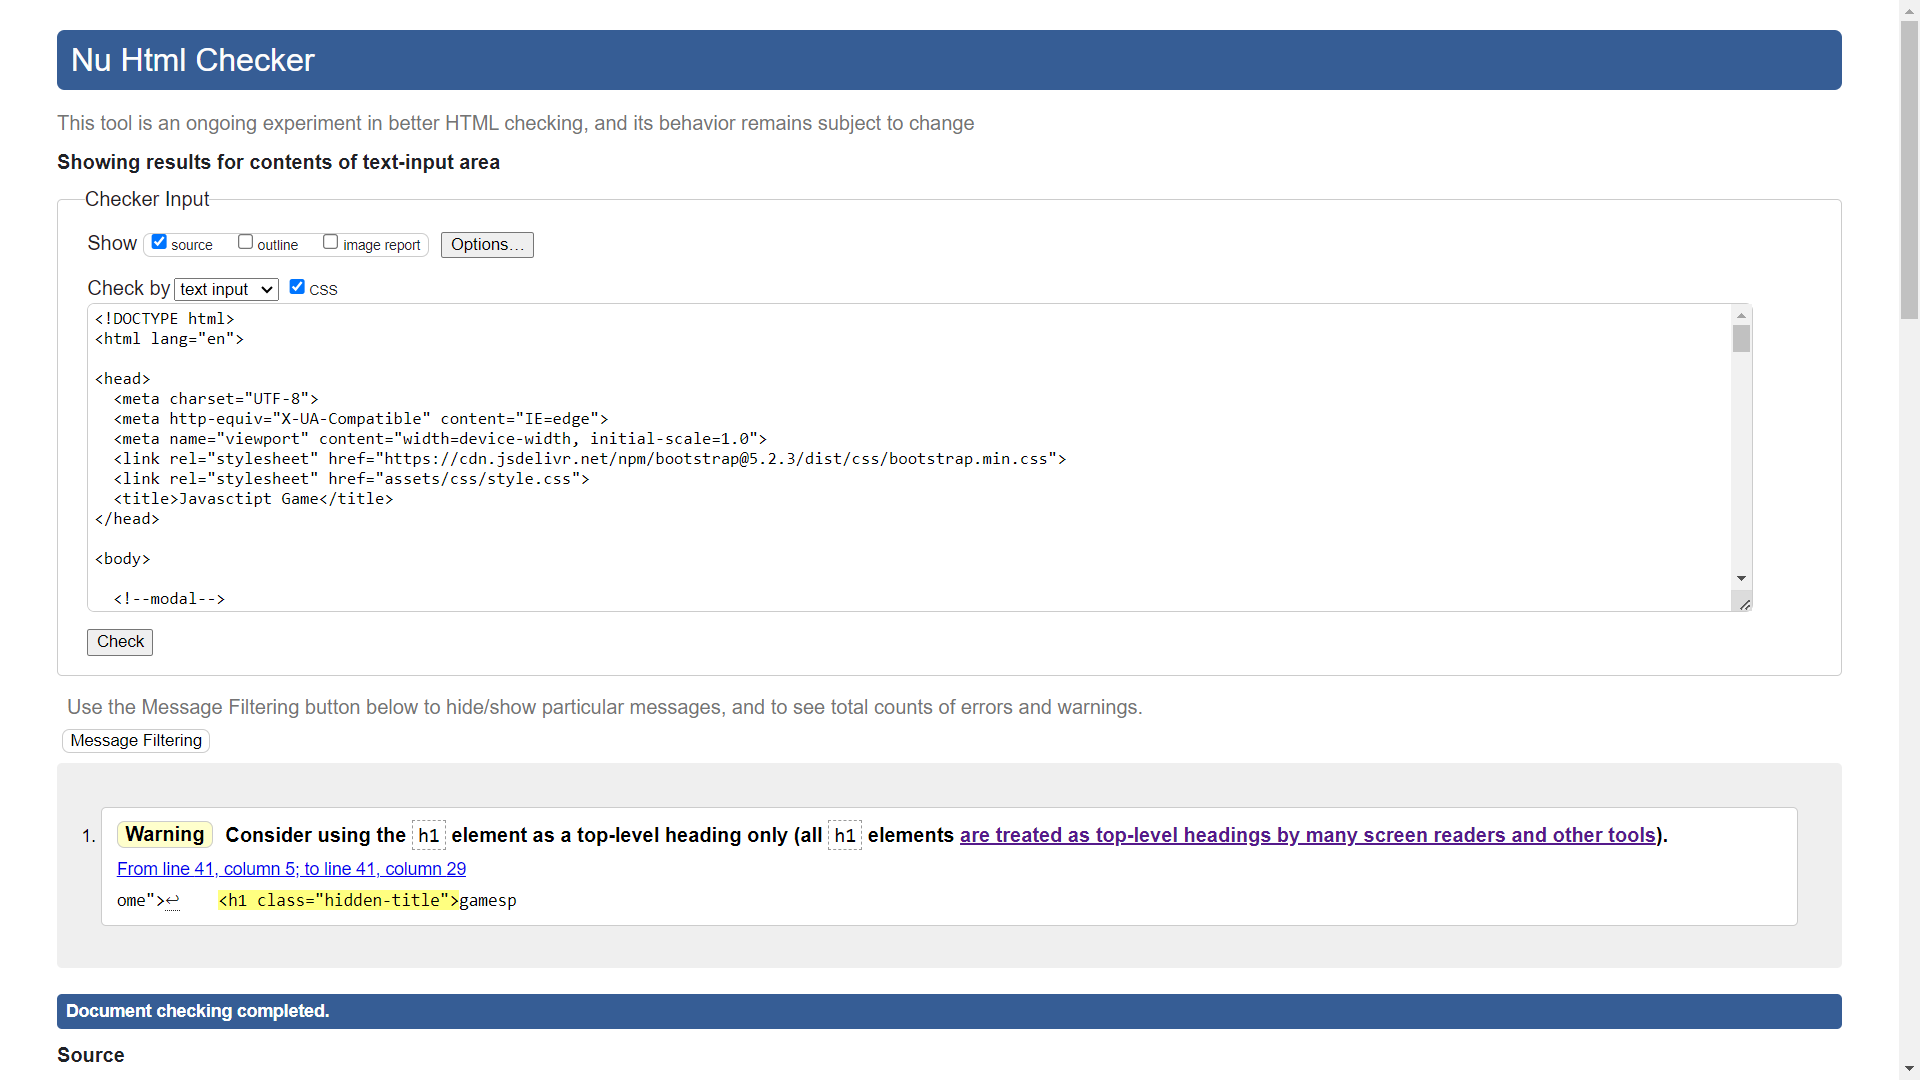 Nu Html Checker
This tool is an ongoing experiment in better HTML checking, and its behavior remains subject to change
Showing results for contents of text-input area
Checker Input
Show source outline image report Options...
Check by text input CSS
<!DOCTYPE html>
<html lang="en">
<head>
<meta charset="UTF-8">
<meta http-equiv="X-UA-Compatible" content="IE=edge">
<meta name="viewport" content="width=device-width, initial-scale=1.0">
<link rel="stylesheet" href="https://cdn.jsdelivr.net/npm/bootstrap@5.2.3/dist/css/bootstrap.min.css">
<link rel="stylesheet" href="assets/css/style.css">
<title>Javasctipt Game</title>
</head>
<body>
<!--modal-->
Check
Use the Message Filtering button below to hide/show particular messages, and to see total counts of errors and warnings.
Message Filtering
1. Warning Consider using the h1 element as a top-level heading only (all h1 elements are treated as top-level headings by many screen readers and other tools).
From line 41, column 5; to line 41, column 29
ome">↩ <h1 class="hidden-title">gamesp
Document checking completed.
Source